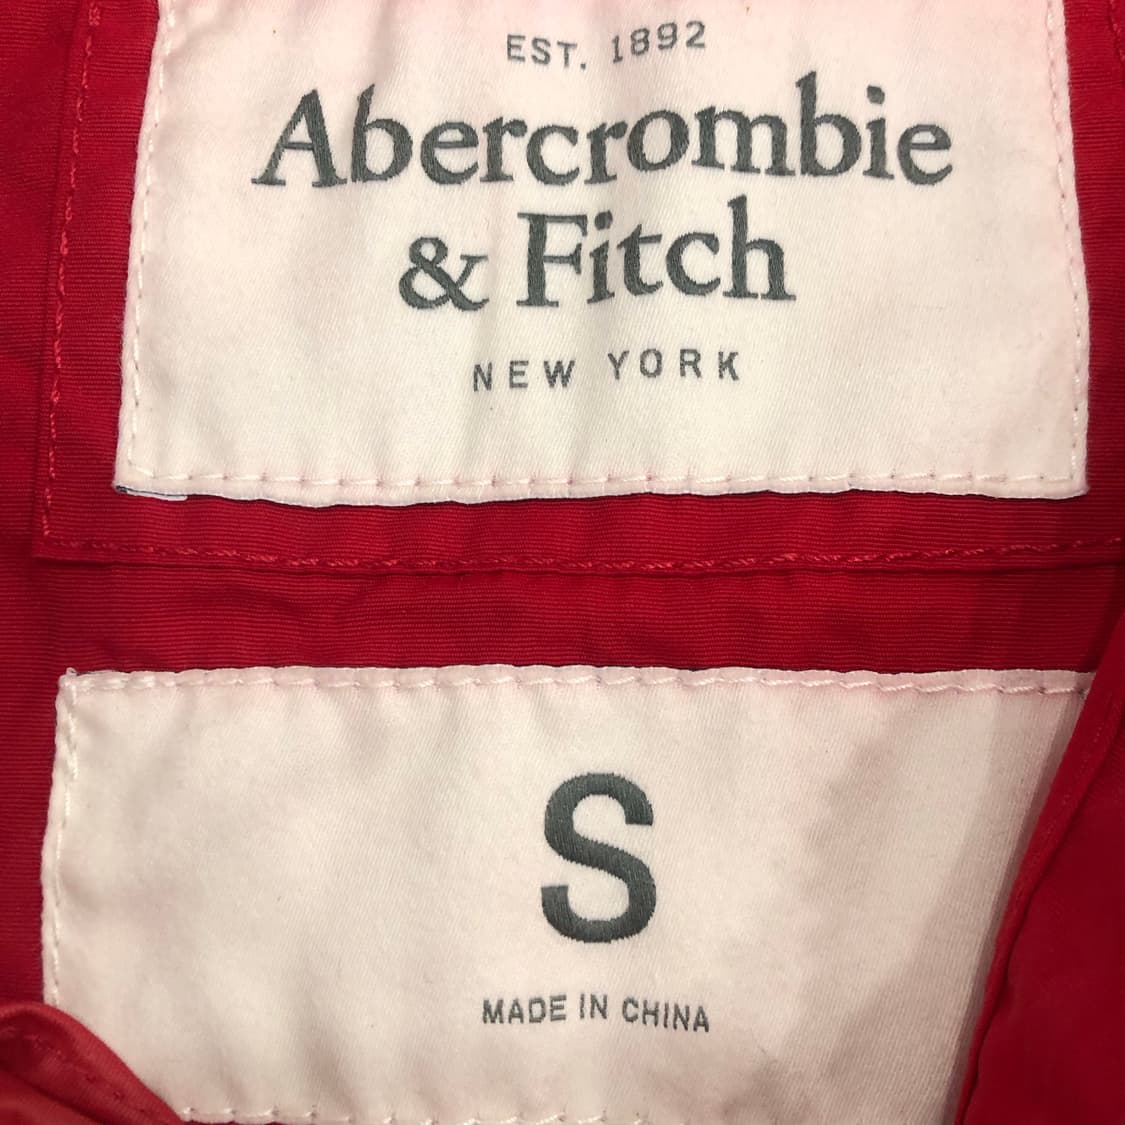 EST. 1892
Abercrombie
& Fitch
NEW YORK
S
MADE IN CHINA